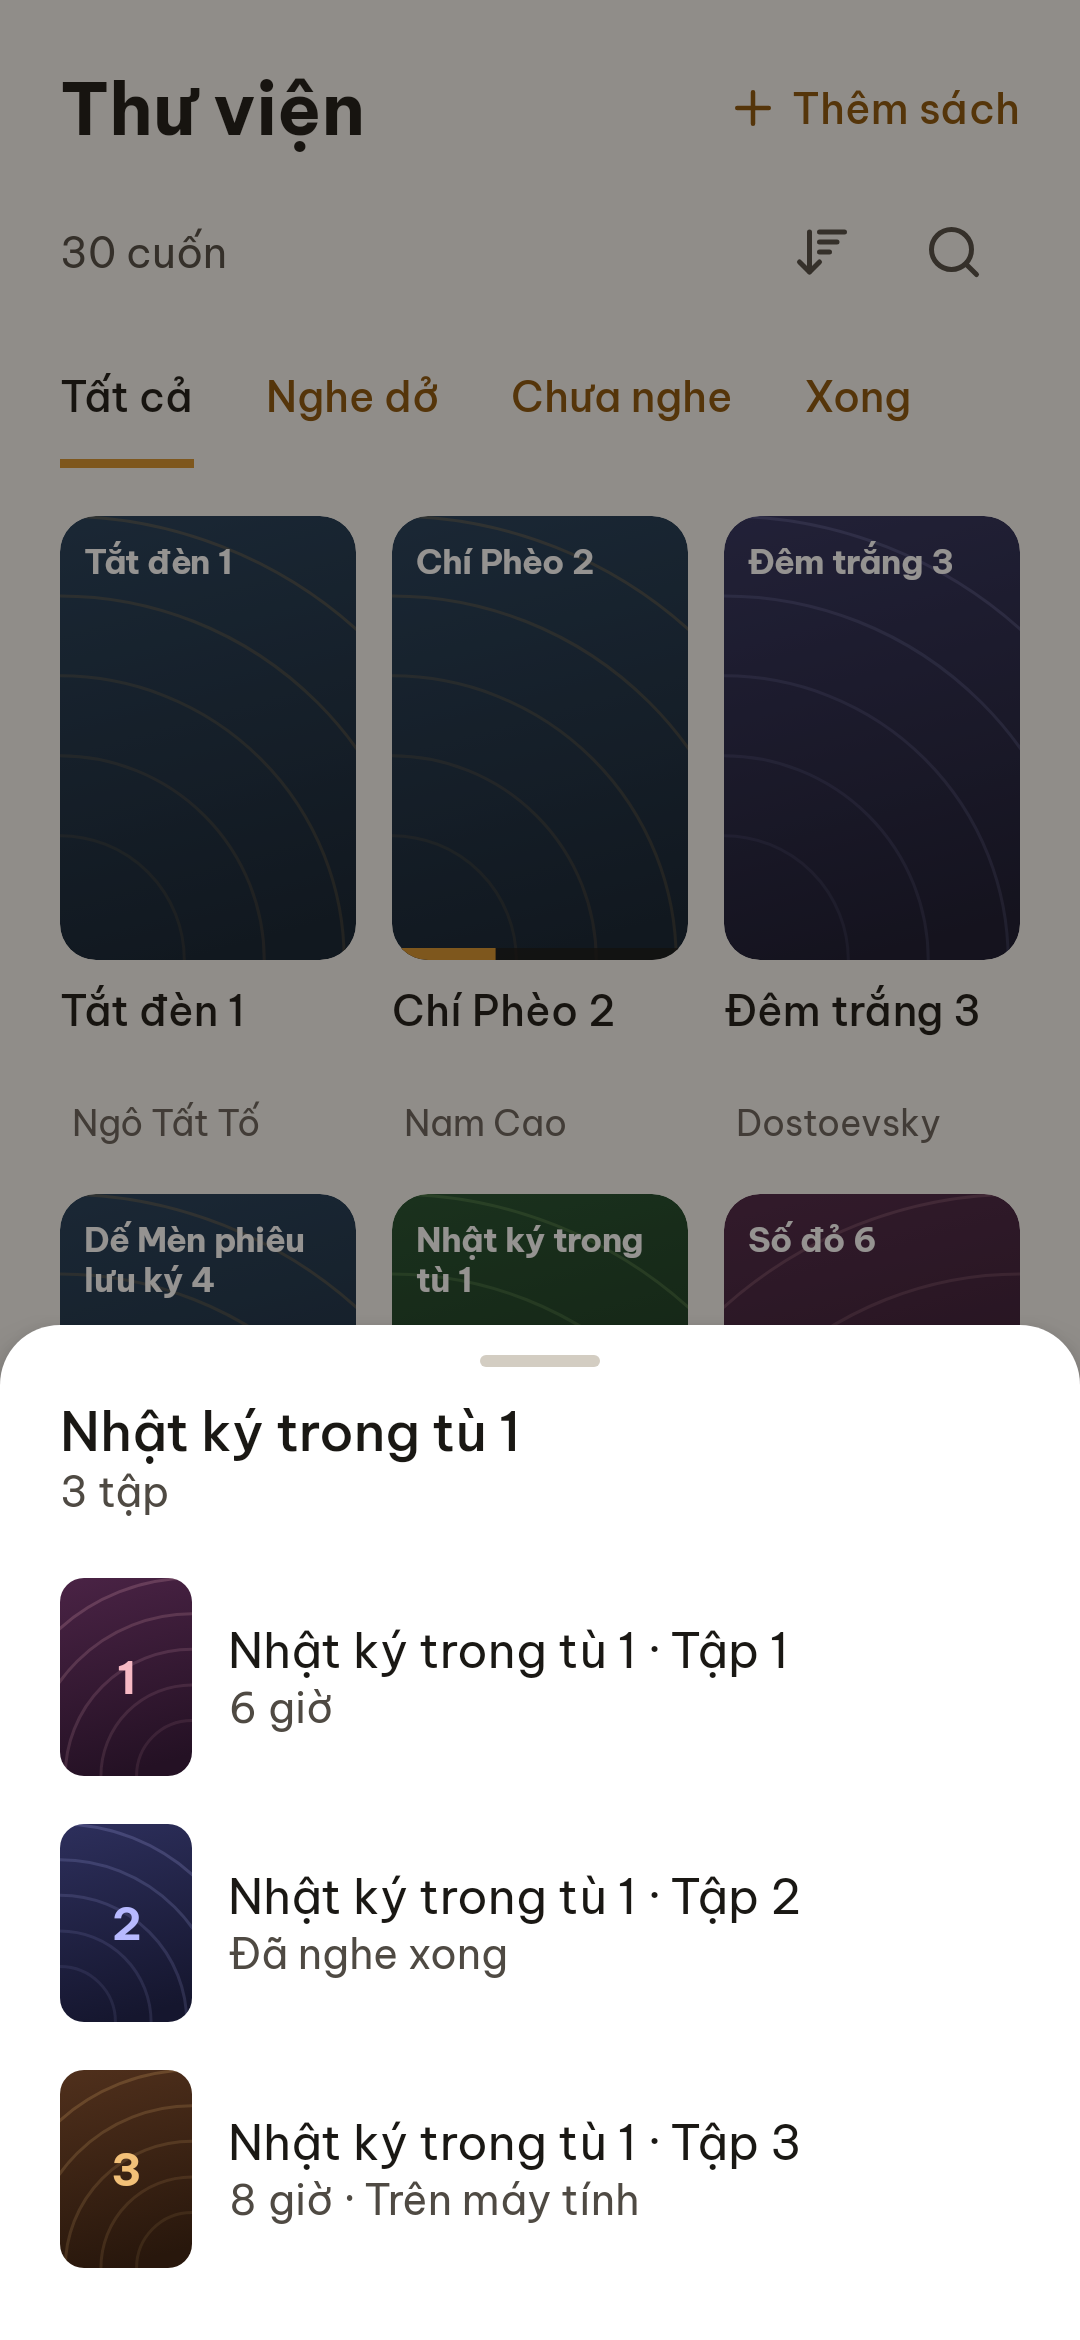 Thư viện
Thêm sách
30 cuốn
Tất cả
Nghe dở
Chưa nghe
Xong
Tắt đèn 1
Chí Phèo 2
Đêm trắng 3
Tắt đèn 1
Chí Phèo 2
Đêm trắng 3
Ngô Tất Tố
Nam Cao
Dostoevsky
Dế Mèn phiêu
lưu ký 4
Nhật ký trong
tù 1
Số đỏ 6
Nhật ký trong tù 1
3 tập
1
Nhật ký trong tù 1 · Tập 1
6 giờ
2
Nhật ký trong tù 1 · Tập 2
Đã nghe xong
3
Nhật ký trong tù 1 · Tập 3
8 giờ · Trên máy tính